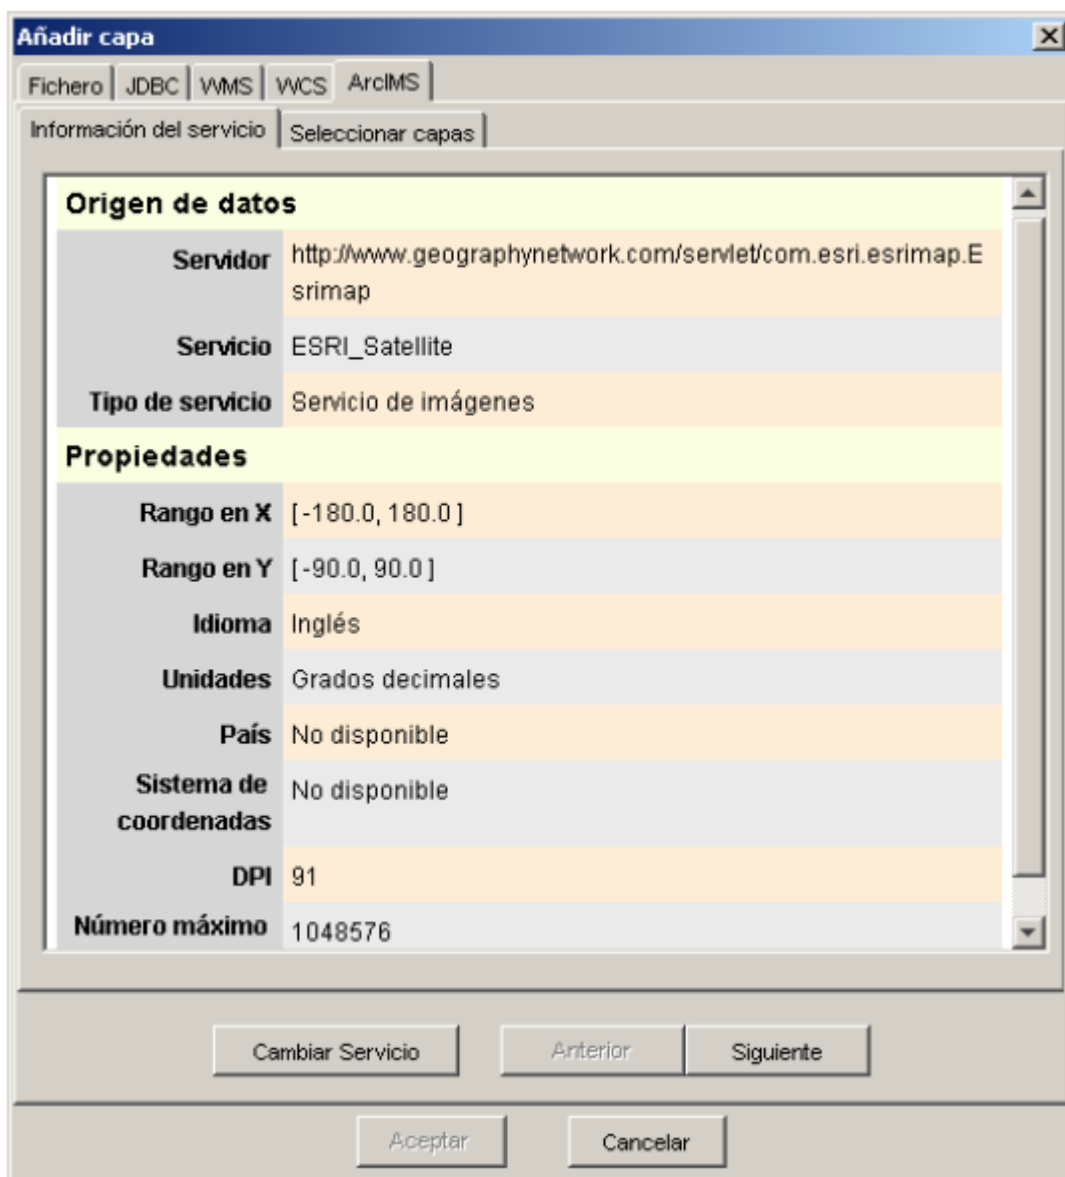 Añadir capa
Fichero JDBC WMS WCS ArcIMS
Información del servicio Seleccionar capas
Origen de datos
Servidor http://www.geographynetwork.com/servlet/com.esri.esrimap.E
srimap
Servicio ESRI_Satellite
Tipo de servicio Servicio de imágenes
Propiedades
Rango en X [ -180.0, 180.0 ]
Rango en Y [ -90.0, 90.0 ]
Idioma Inglés
Unidades Grados decimales
País No disponible
Sistema de
coordenadas No disponible
DPI 91
Número máximo 1048576
Cambiar Servicio Anterior Siguiente
Aceptar Cancelar